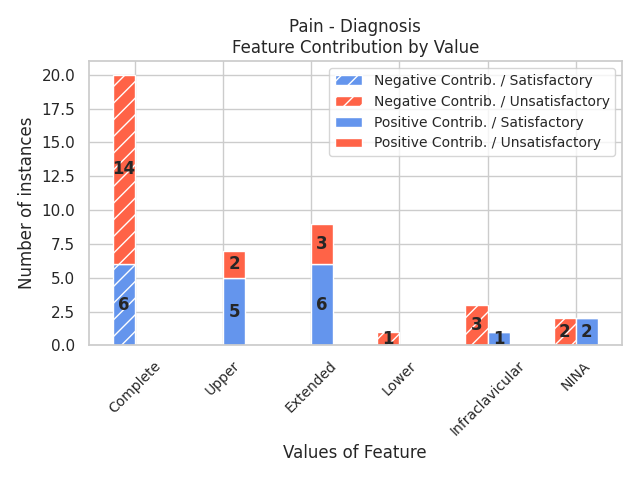 Pain - Diagnosis
Feature Contribution by Value
Number of instances
20.0
17.5
15.0
12.5
10.0
7.5
5.0
2.5
0.0
Negative Contrib. / Satisfactory
Negative Contrib. / Unsatisfactory
Positive Contrib. / Satisfactory
Positive Contrib. / Unsatisfactory
14
6
2
5
3
6
1
3
1
2
2
Complete
Upper
Extended
Lower
Infraclavicular
NINA
Values of Feature